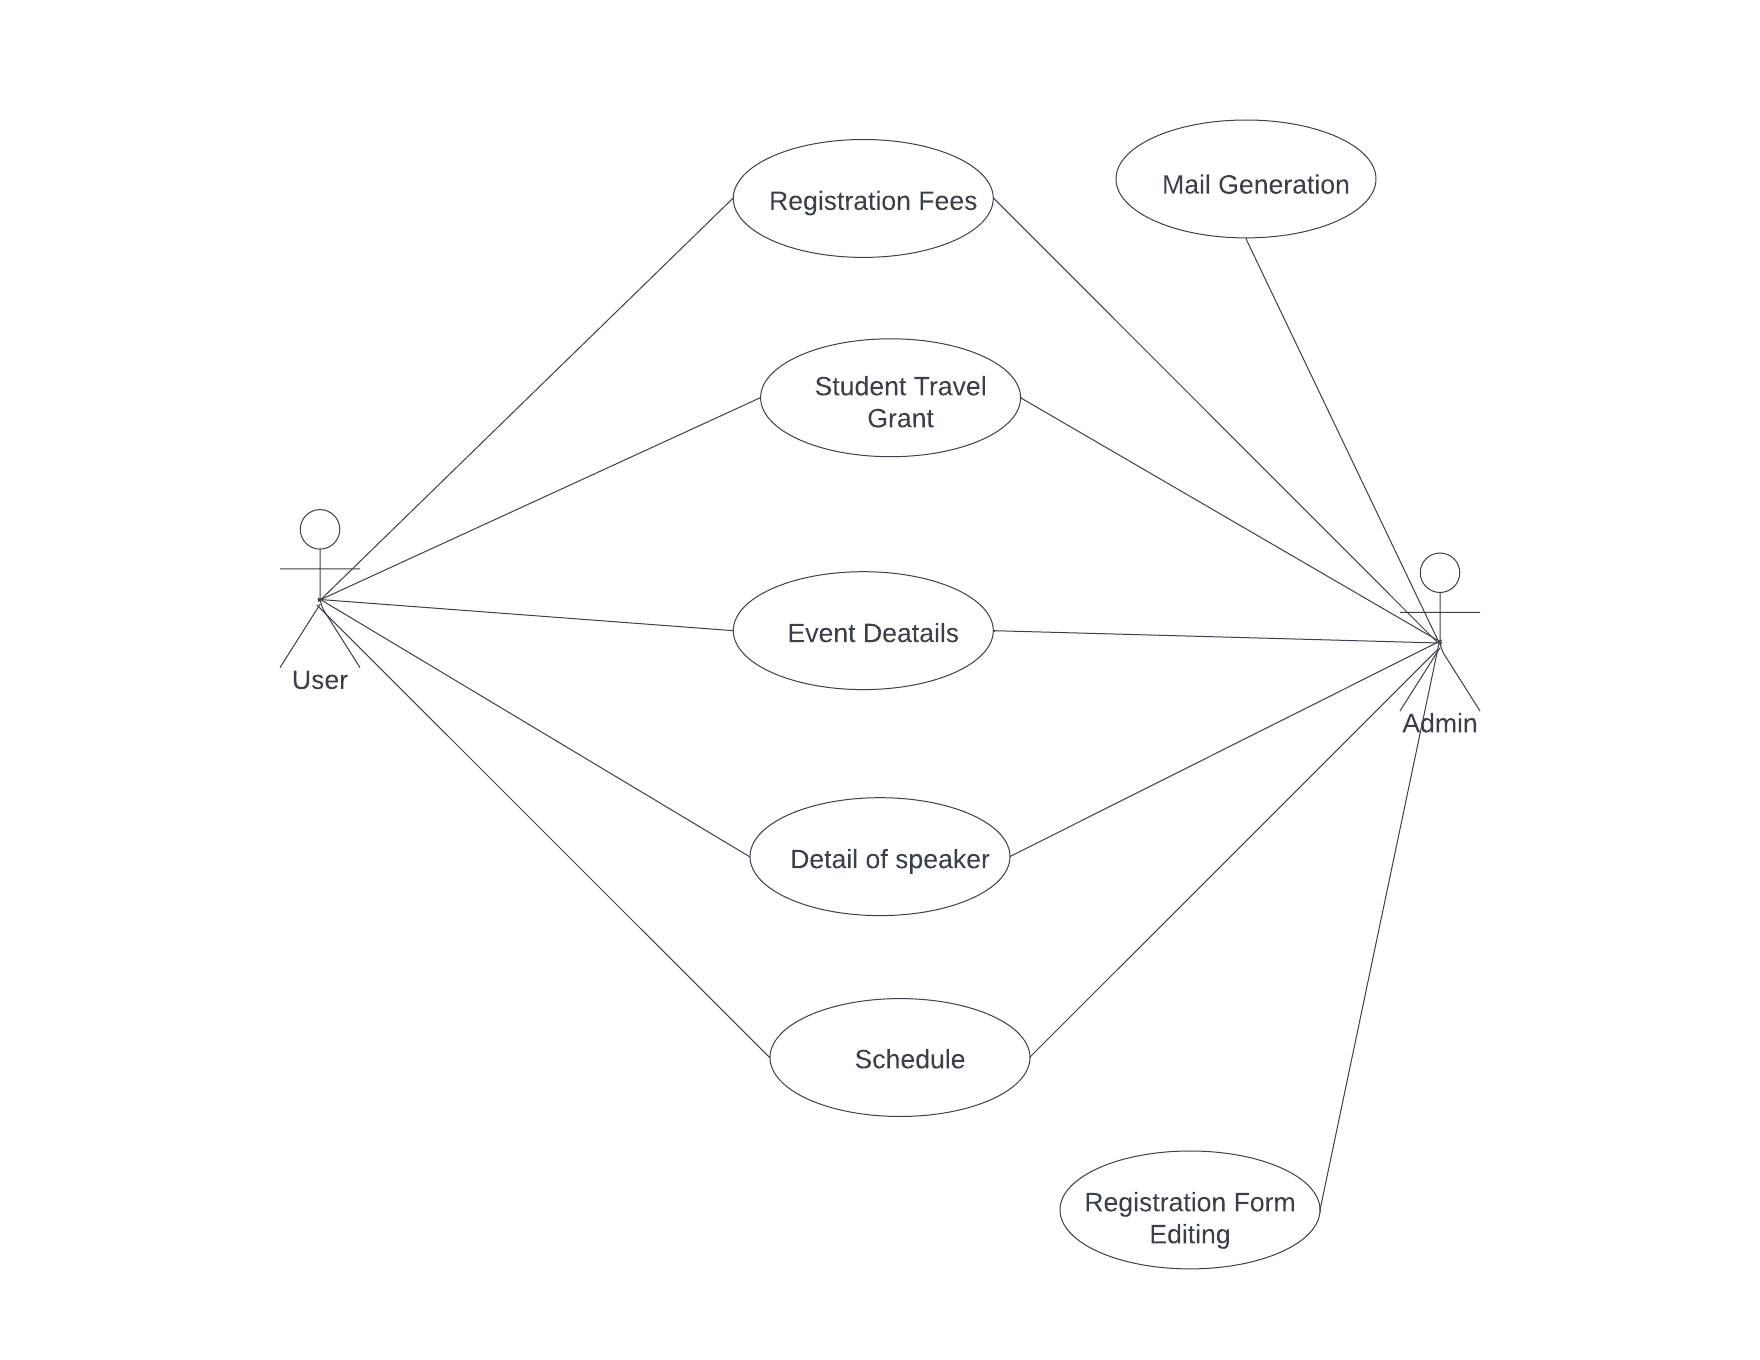 Registration Fees
Mail Generation
Student Travel
Grant
Event Deatails
User
Admin
Detail of speaker
Schedule
Registration Form
Editing